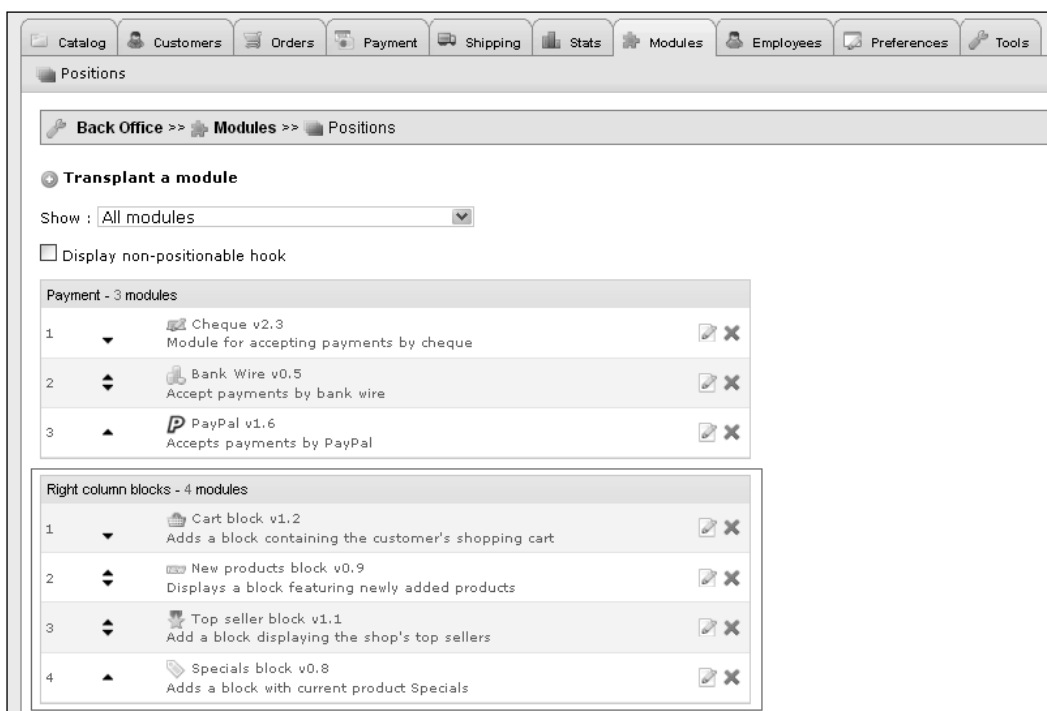 Catalog Customers Orders Payment Shipping Stats Modules Employees Preferences Tools
Positions
Back Office >> Modules >> Positions
Transplant a module
Show : All modules
Display non-positionable hook
Payment - 3 modules
1 Cheque v2.3
Module for accepting payments by cheque
2 Bank Wire v0.5
Accept payments by bank wire
3 PayPal v1.6
Accepts payments by PayPal
Right column blocks - 4 modules
1 Cart block v1.2
Adds a block containing the customer's shopping cart
2 New products block v0.9
Displays a block featuring newly added products
3 Top seller block v1.1
Add a block displaying the shop's top sellers
4 Specials block v0.8
Adds a block with current product Specials